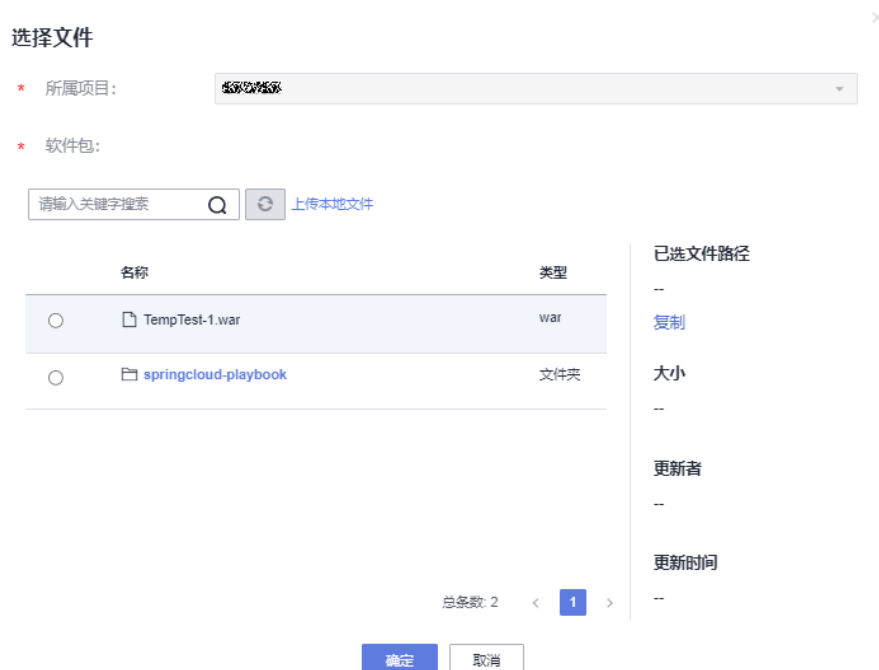 选择文件
* 所属项目：
* 软件包：
请输入关键字搜索 上传本地文件
名称 类型
TempTest-1.war war
springcloud-playbook 文件夹
总条数: 2 < 1 >
已选文件路径
--
复制
大小
--
更新者
--
更新时间
--
确定 取消